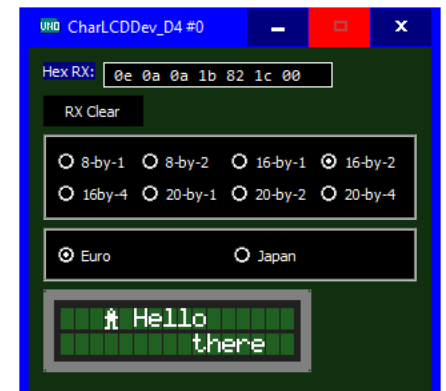 UNO CharLCDDev_D4 #0
Hex RX: 0e 0a 0a 1b 82 1c 00
RX Clear
8-by-1 8-by-2 16-by-1 16-by-2
16by-4 20-by-1 20-by-2 20-by-4
Euro Japan
Hello
there